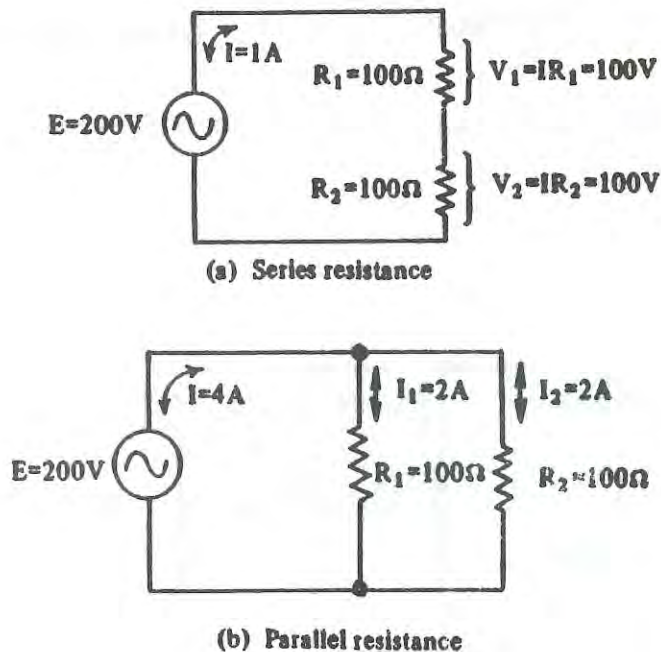 I=1A
R₁=100Ω
V₁=IR₁=100V
E=200V
R₂=100Ω
V₂=IR₂=100V
(a) Series resistance
I=4A
I₁=2A
I₂=2A
E=200V
R₁=100Ω
R₂=100Ω
(b) Parallel resistance